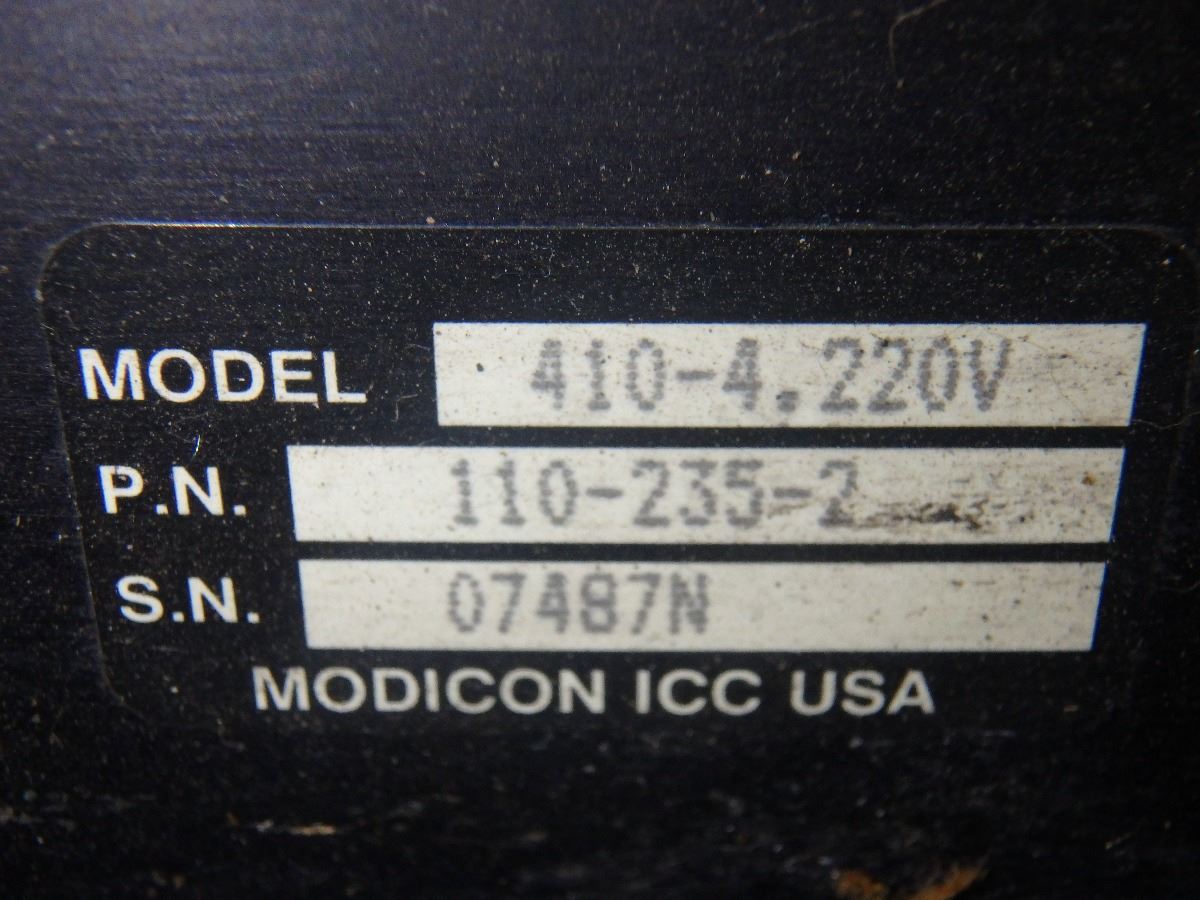 MODEL 410-4.220V
P.N. 110-235-2
S.N. 07487N
MODICON ICC USA